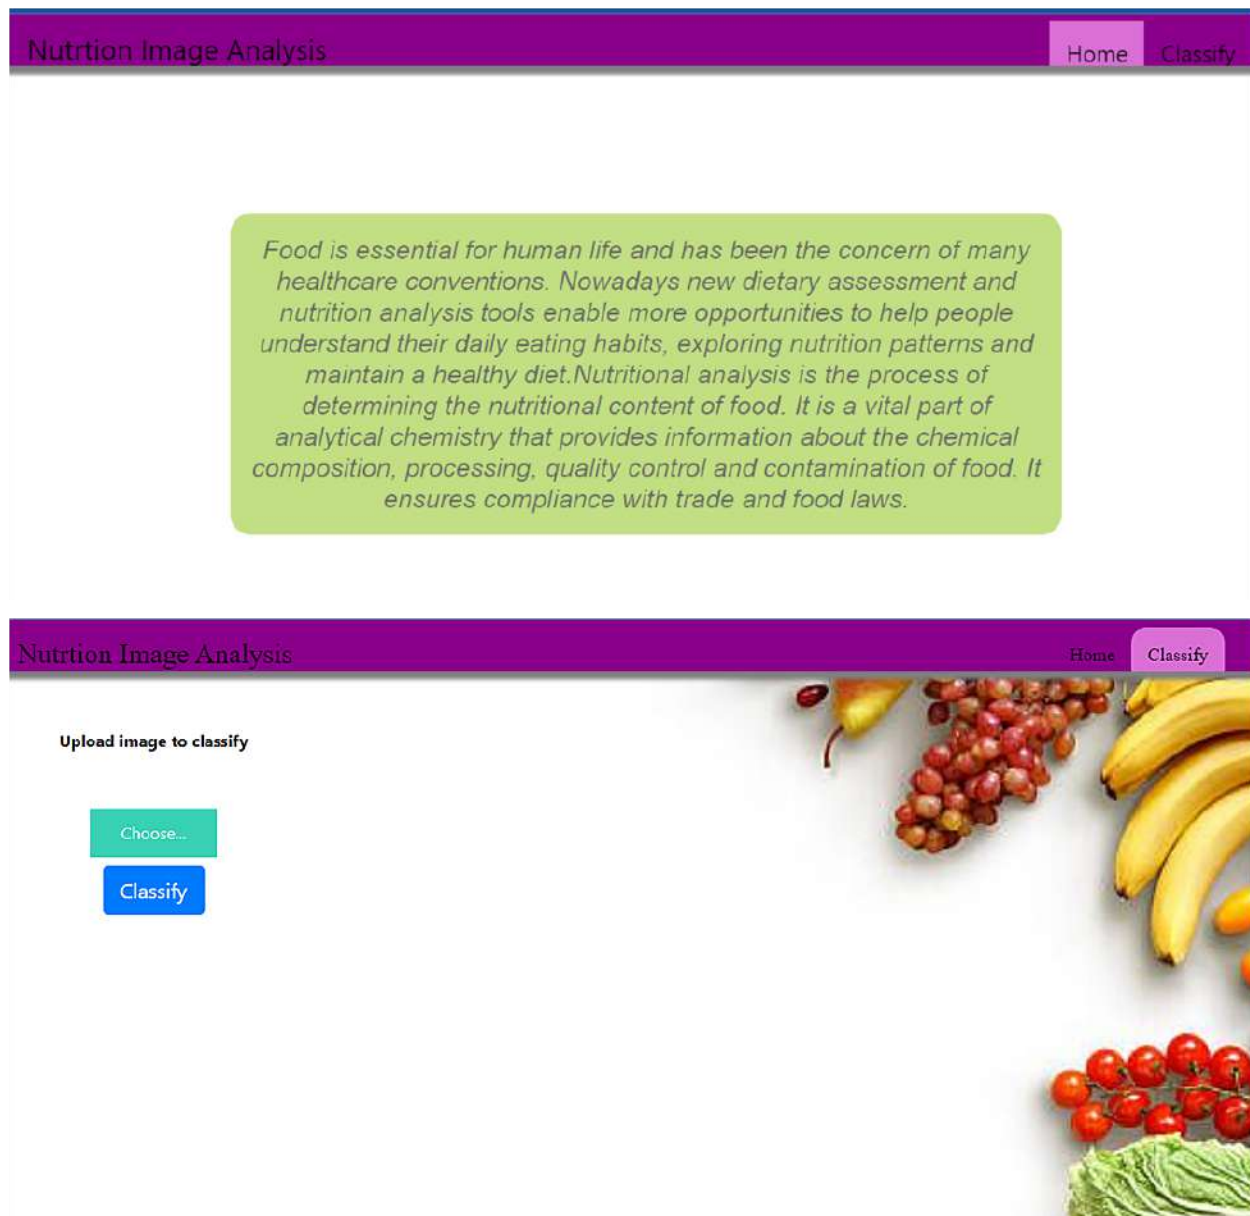 Nutrtion Image Analysis
Home Classify
Food is essential for human life and has been the concern of many
healthcare conventions. Nowadays new dietary assessment and
nutrition analysis tools enable more opportunities to help people
understand their daily eating habits, exploring nutrition patterns and
maintain a healthy diet.Nutritional analysis is the process of
determining the nutritional content of food. It is a vital part of
analytical chemistry that provides information about the chemical
composition, processing, quality control and contamination of food. It
ensures compliance with trade and food laws.
Nutrtion Image Analysis
Home Classify
Upload image to classify
Choose...
Classify